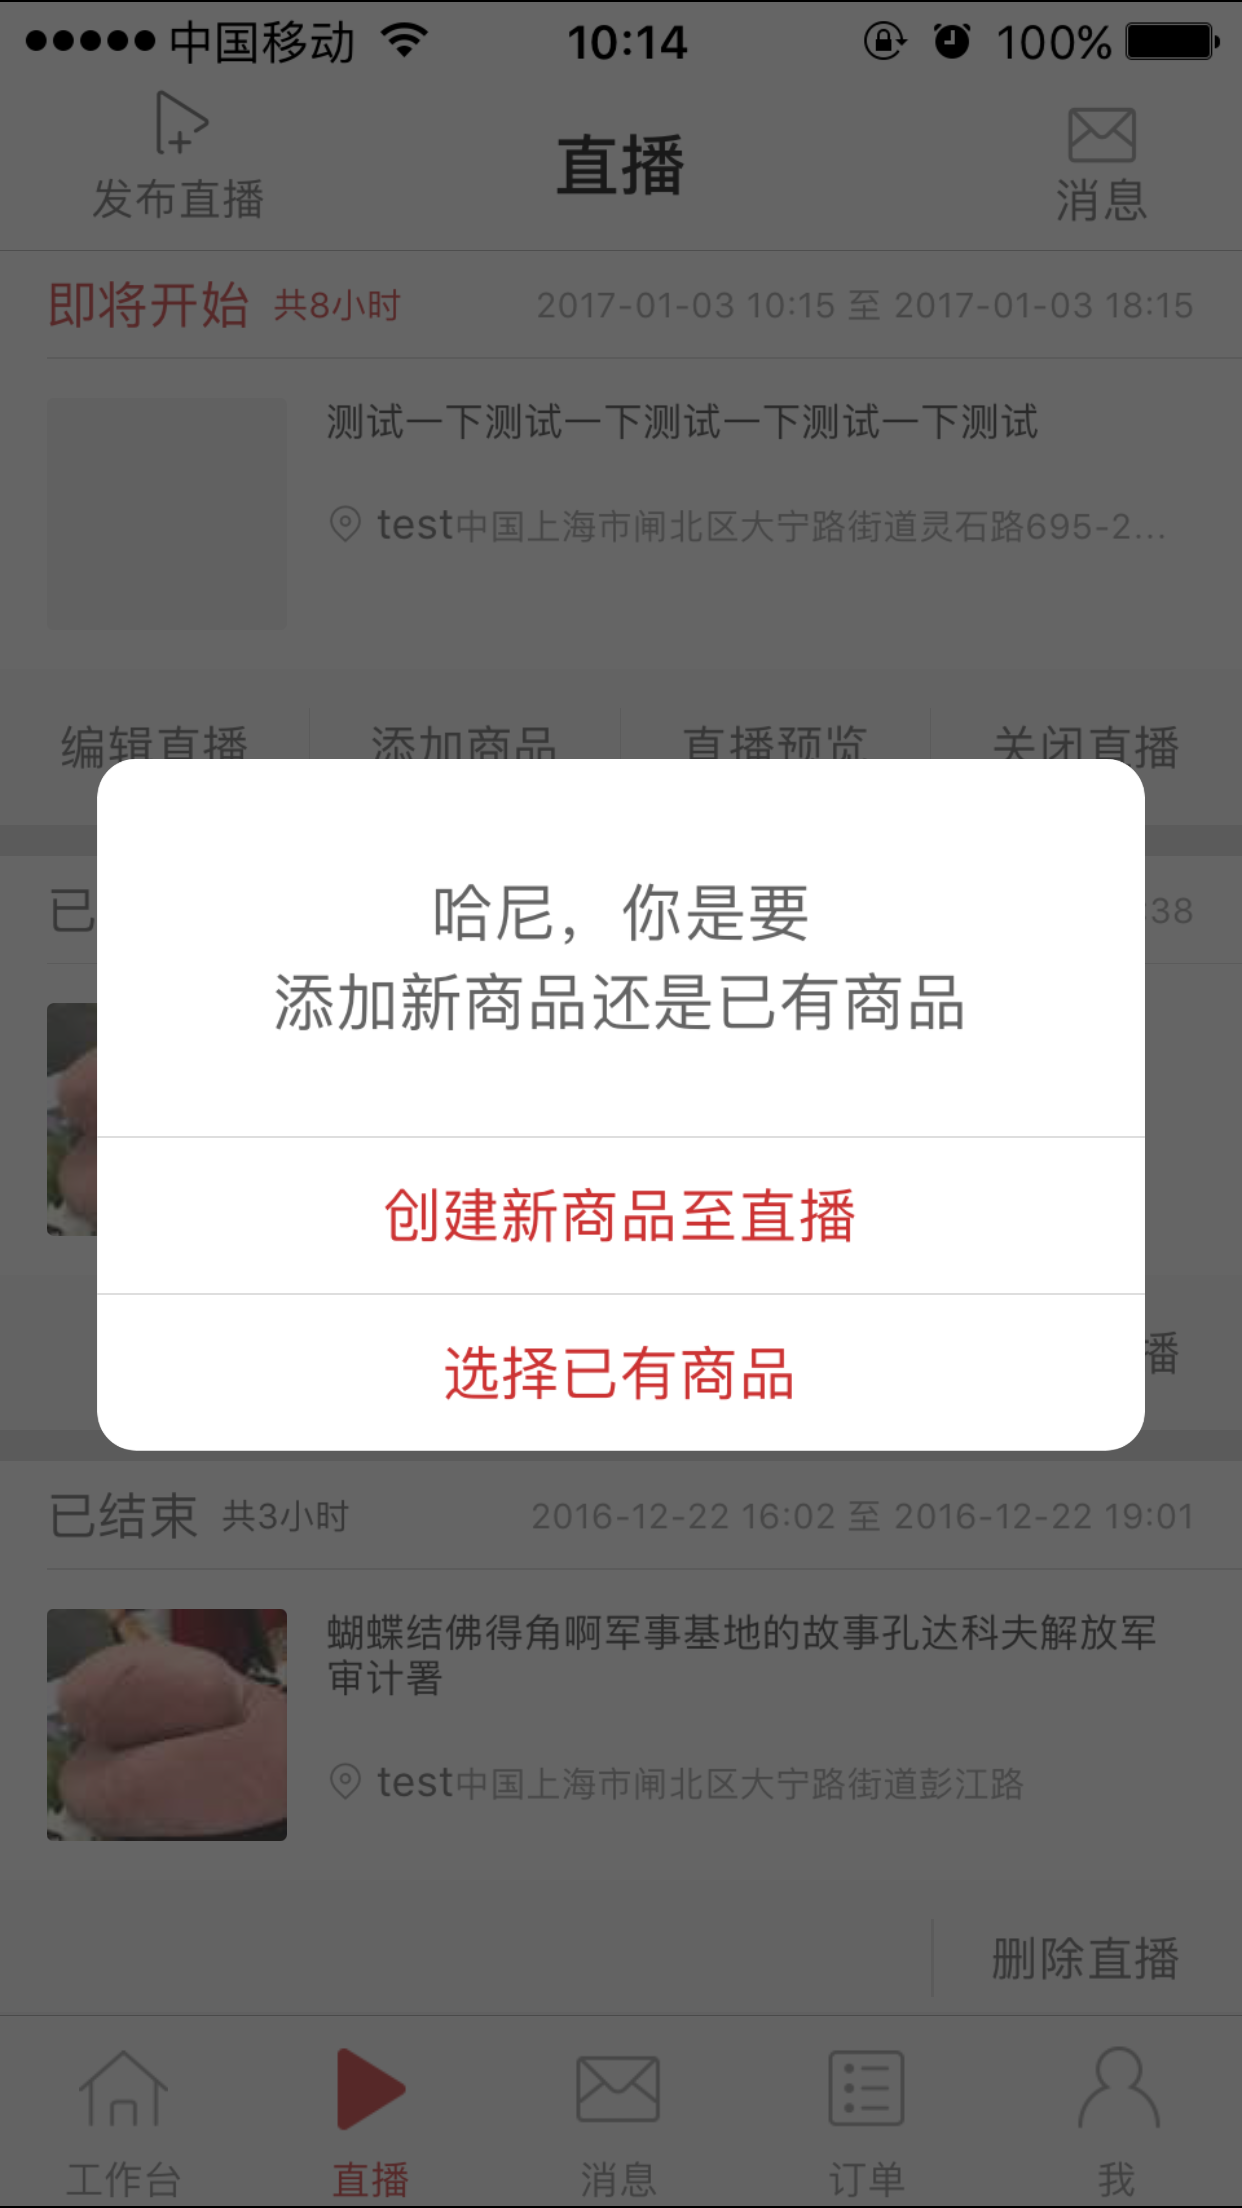 中国移动 10:14 100%
发布直播 直播 消息
即将开始 共8小时 2017-01-03 10:15 至 2017-01-03 18:15
测试一下测试一下测试一下测试一下测试
test中国上海市闸北区大宁路街道灵石路695-2...
编辑直播 添加商品 直播预览 关闭直播
已 :38
哈尼，你是要
添加新商品还是已有商品
创建新商品至直播
播
选择已有商品
已结束 共3小时 2016-12-22 16:02 至 2016-12-22 19:01
蝴蝶结佛得角啊军事基地的故事孔达科夫解放军
审计署
test中国上海市闸北区大宁路街道彭江路
删除直播
工作台 直播 消息 订单 我